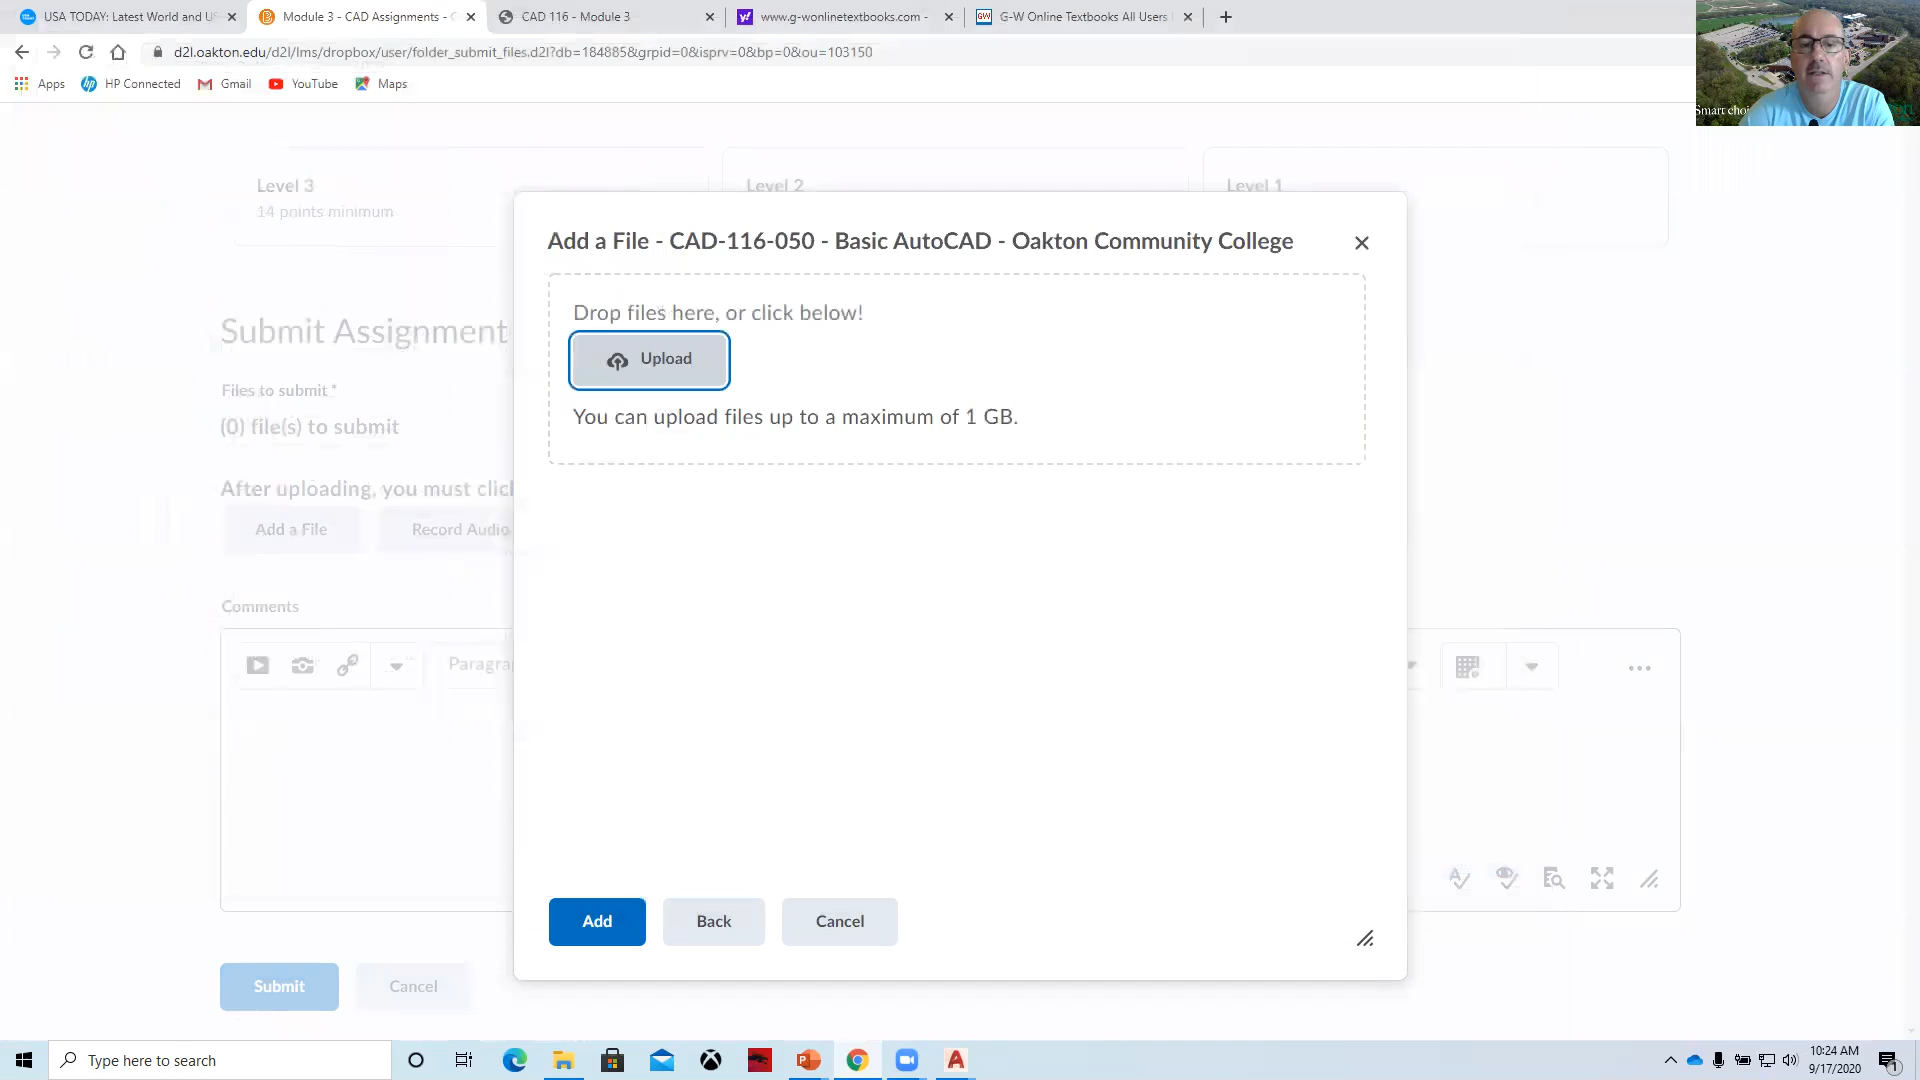 USA TODAY: Latest World and US
Module 3 - CAD Assignments -
CAD 116 - Module 3
www.g-wonlinetextbooks.com -
G-W Online Textbooks All Users
d2l.oakton.edu/d2l/lms/dropbox/user/folder_submit_files.d2l?db=184885&grpid=0&isprv=0&bp=0&ou=103150
Apps
HP Connected
Gmail
YouTube
Maps
Smart choi
Level 3
14 points minimum
Level 2
Level 1
Add a File - CAD-116-050 - Basic AutoCAD - Oakton Community College
Drop files here, or click below!
Upload
You can upload files up to a maximum of 1 GB.
Submit Assignment
Files to submit *
(0) file(s) to submit
After uploading, you must clic
Add a File
Record Audio
Comments
Paragra
Add
Back
Cancel
Submit
Cancel
Type here to search
10:24 AM
9/17/2020
1